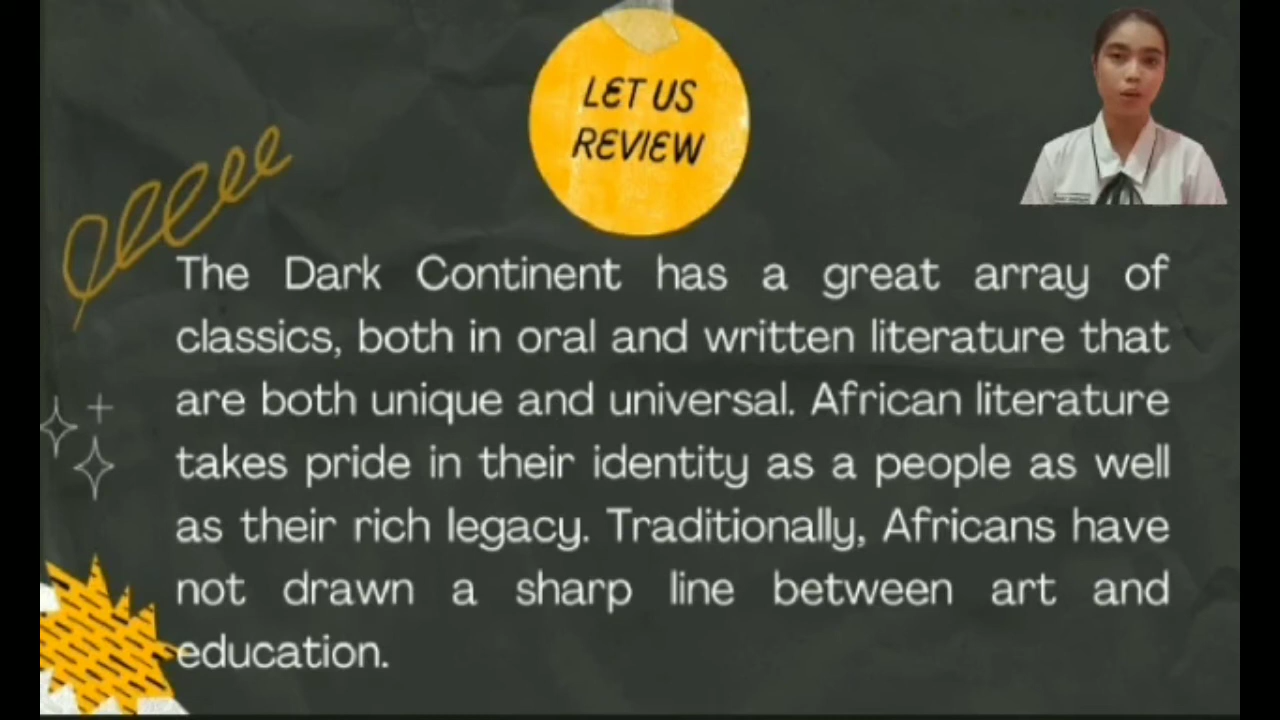 LET US
REVIEW
The Dark Continent has a great array of
classics, both in oral and written literature that
are both unique and universal. African literature
takes pride in their identity as a people as well
as their rich legacy. Traditionally, Africans have
not drawn a sharp line between art and
education.